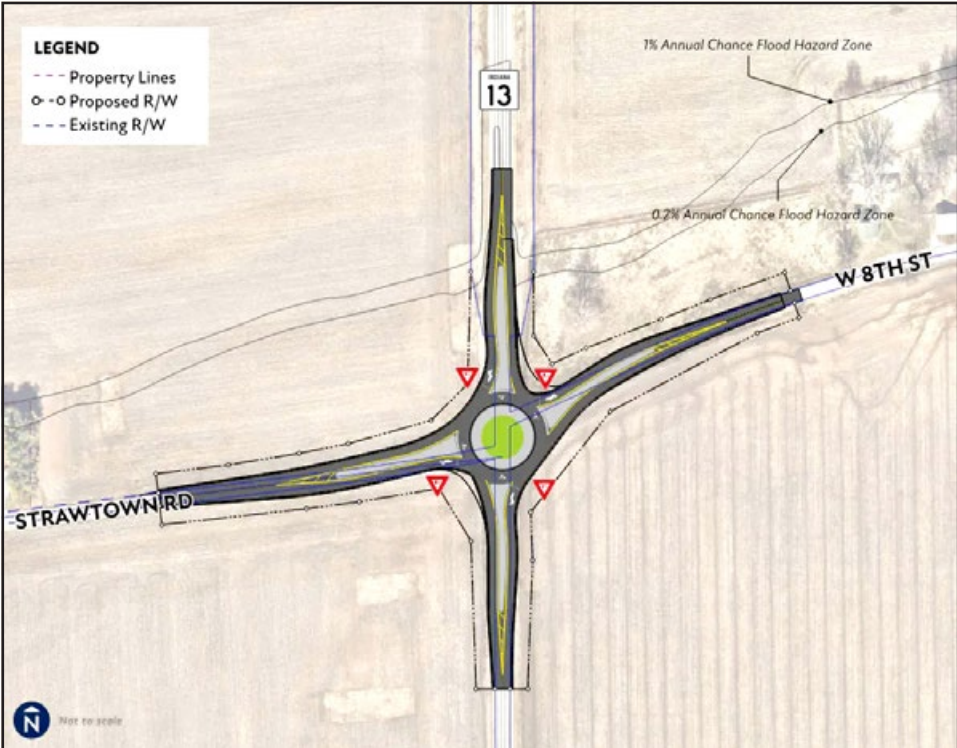 LEGEND
Property Lines
Proposed R/W
Existing R/W
INDIANA
13
1% Annual Chance Flood Hazard Zone
0.2% Annual Chance Flood Hazard Zone
W 8TH ST
STRAWTOWN RD
N
Not to scale